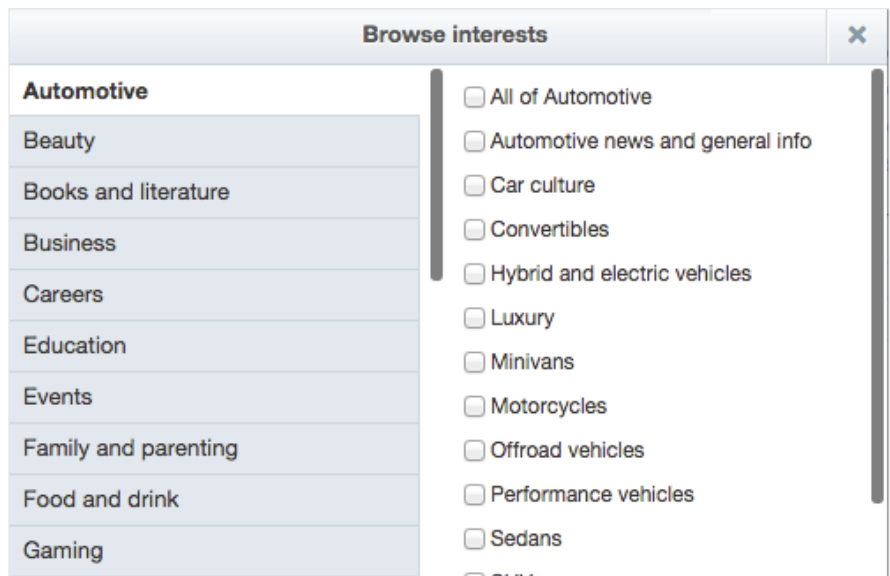 Browse interests
Automotive
Beauty
Books and literature
Business
Careers
Education
Events
Family and parenting
Food and drink
Gaming
All of Automotive
Automotive news and general info
Car culture
Convertibles
Hybrid and electric vehicles
Luxury
Minivans
Motorcycles
Offroad vehicles
Performance vehicles
Sedans